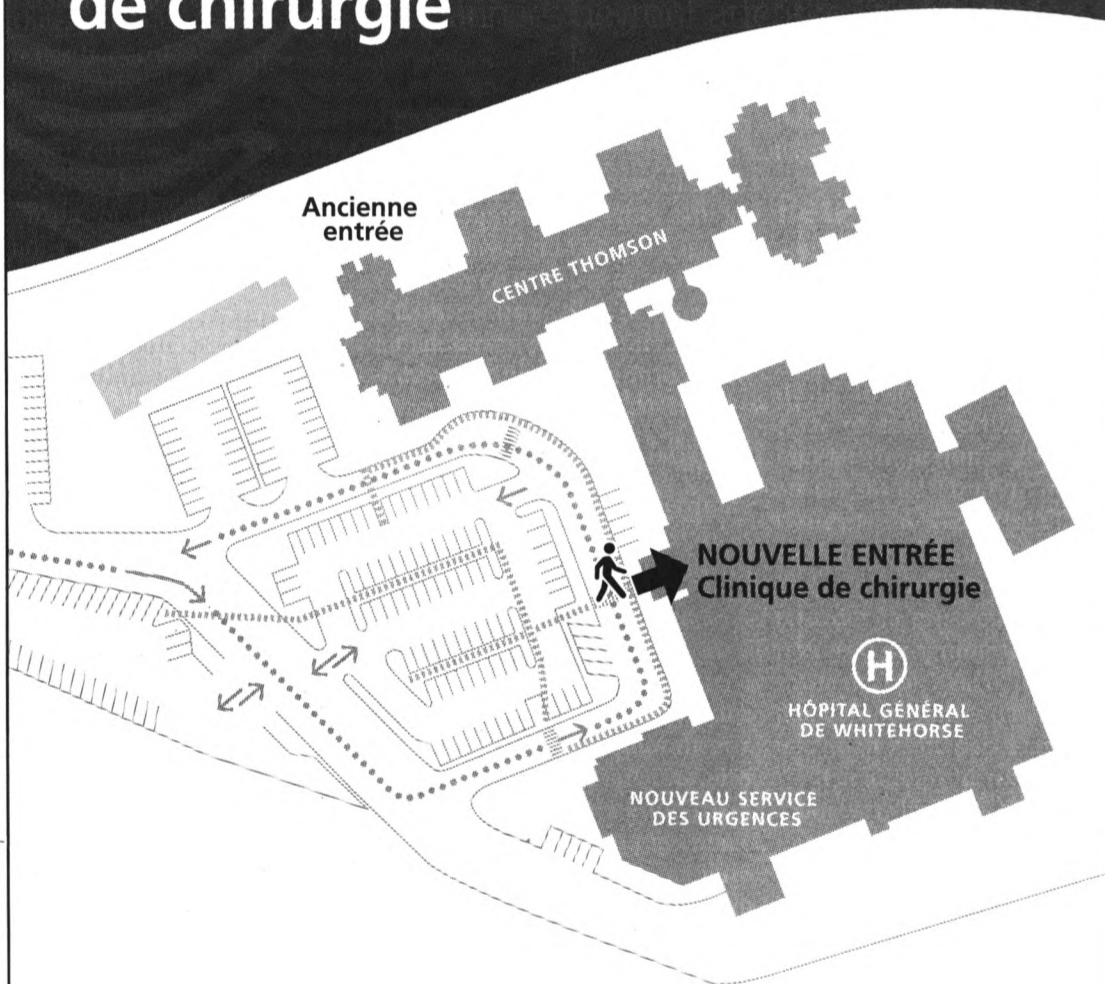 de chirurgie
Ancienne
entrée
CENTRE THOMSON
NOUVELLE ENTRÉE
Clinique de chirurgie
H
HÔPITAL GÉNÉRAL
DE WHITEHORSE
NOUVEAU SERVICE
DES URGENCES